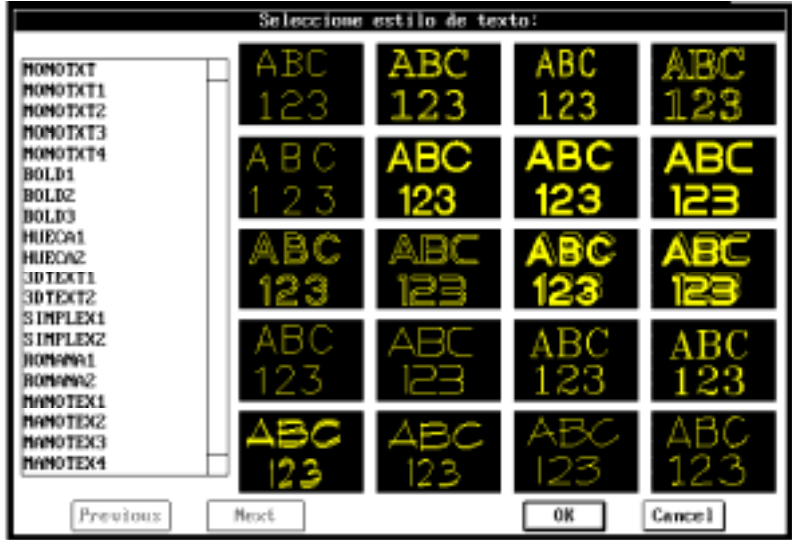 Seleccione estilo de texto:
MONOTXT
MONOTXT1
MONOTXT2
MONOTXT3
MONOTXT4
BOLD1
BOLD2
BOLD3
HUECA1
HUECA2
3DTEXT1
3DTEXT2
SIMPLEX1
SIMPLEX2
ROMANA1
ROMANA2
MANOTEX1
MANOTEX2
MANOTEX3
MANOTEX4
ABC ABC ABC ABC
123 123 123 123
ABC ABC ABC ABC
123 123 123 123
ABC ABC ABC ABC
123 123 123 123
ABC ABC ABC ABC
123 123 123 123
ABC ABC ABC ABC
123 123 123 123
Previous Next OK Cancel